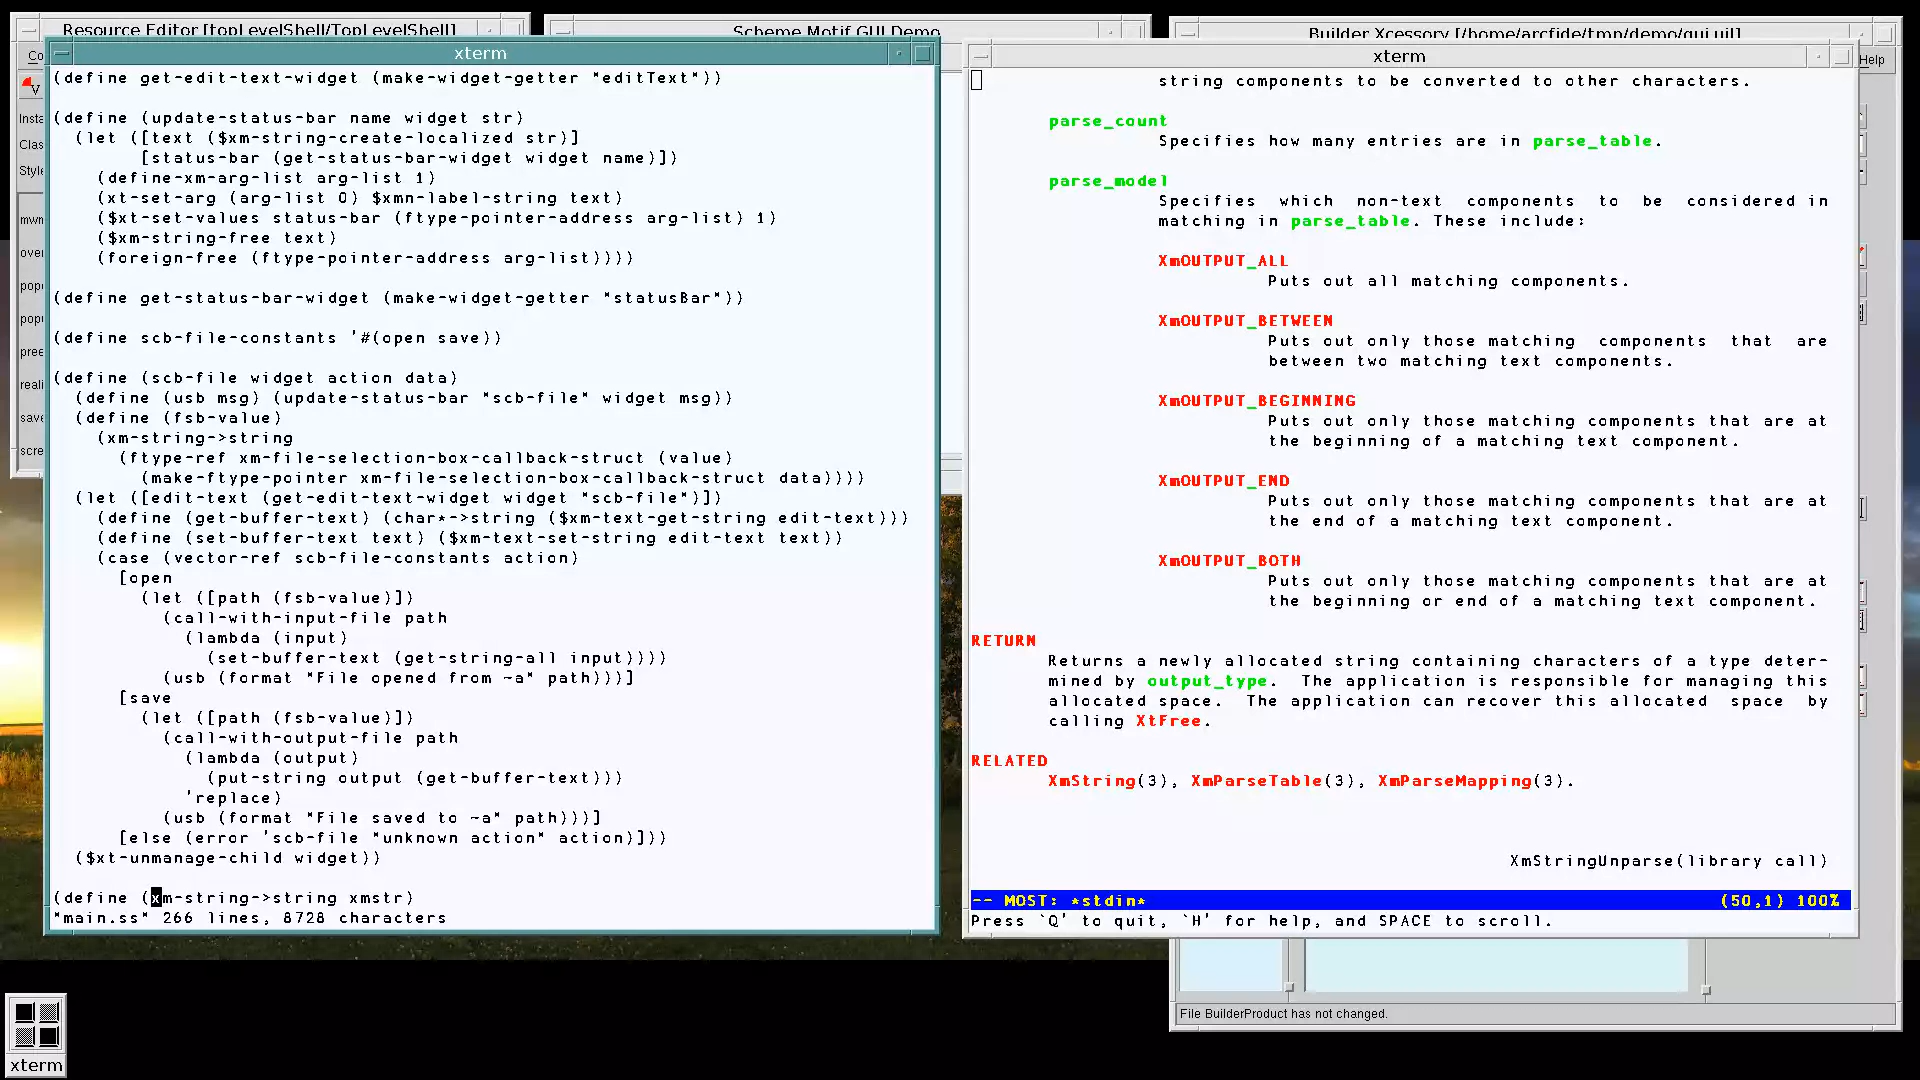 Resource Editor [topLevelShell/TopLevelShell]
Scheme Motif GUI Demo
Builder Xcessory [/home/arcfide/tmp/demo/gui.uil]
Help
xterm
(define get-edit-text-widget (make-widget-getter "editText"))
(define (update-status-bar name widget str)
(let ([text ($xm-string-create-localized str)]
[status-bar (get-status-bar-widget widget name)])
(define-xm-arg-list arg-list 1)
(xt-set-arg (arg-list 0) $xmn-label-string text)
($xt-set-values status-bar (ftype-pointer-address arg-list) 1)
($xm-string-free text)
(foreign-free (ftype-pointer-address arg-list))))
(define get-status-bar-widget (make-widget-getter "statusBar"))
(define scb-file-constants '#(open save))
(define (scb-file widget action data)
(define (usb msg) (update-status-bar "scb-file" widget msg))
(define (fsb-value)
(xm-string->string
(ftype-ref xm-file-selection-box-callback-struct (value)
(make-ftype-pointer xm-file-selection-box-callback-struct data))))
(let ([edit-text (get-edit-text-widget widget "scb-file")])
(define (get-buffer-text) (char*->string ($xm-text-get-string edit-text)))
(define (set-buffer-text text) ($xm-text-set-string edit-text text))
(case (vector-ref scb-file-constants action)
[open
(let ([path (fsb-value)])
(call-with-input-file path
(lambda (input)
(set-buffer-text (get-string-all input))))
(usb (format "File opened from ~a" path)))]
[save
(let ([path (fsb-value)])
(call-with-output-file path
(lambda (output)
(put-string output (get-buffer-text)))
'replace)
(usb (format "File saved to ~a" path)))]
[else (error 'scb-file "unknown action" action)]))
($xt-unmanage-child widget))
(define (xm-string->string xmstr)
"main.ss" 266 lines, 8728 characters
xterm
string components to be converted to other characters.
parse_count
Specifies how many entries are in parse_table.
parse_model
Specifies which non-text components to be considered in
matching in parse_table. These include:
XmOUTPUT_ALL
Puts out all matching components.
XmOUTPUT_BETWEEN
Puts out only those matching components that are
between two matching text components.
XmOUTPUT_BEGINNING
Puts out only those matching components that are at
the beginning of a matching text component.
XmOUTPUT_END
Puts out only those matching components that are at
the end of a matching text component.
XmOUTPUT_BOTH
Puts out only those matching components that are at
the beginning or end of a matching text component.
RETURN
Returns a newly allocated string containing characters of a type deter-
mined by output_type. The application is responsible for managing this
allocated space. The application can recover this allocated space by
calling XtFree.
RELATED
XmString(3), XmParseTable(3), XmParseMapping(3).
XmStringUnparse(library call)
-- MOST: *stdin* (50,1) 100%
Press `Q' to quit, `H' for help, and SPACE to scroll.
File BuilderProduct has not changed.
xterm